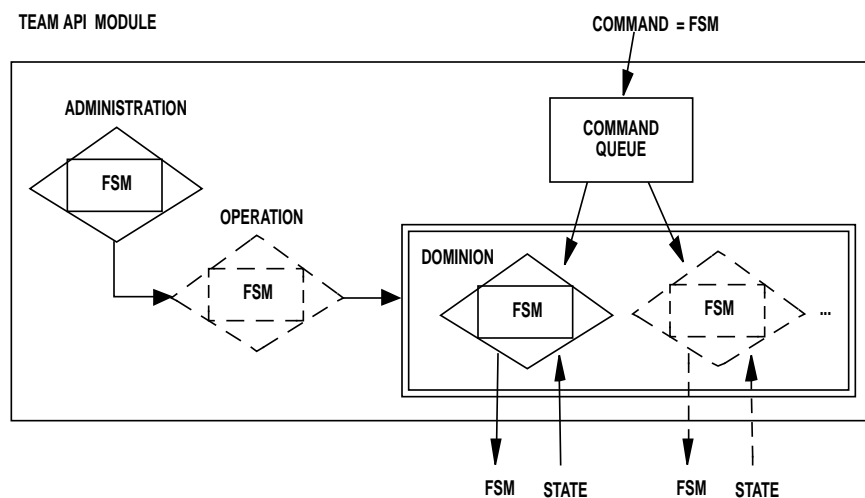 TEAM API MODULE
COMMAND = FSM
ADMINISTRATION
FSM
COMMAND
QUEUE
OPERATION
FSM
DOMINION
FSM
FSM
...
FSM
STATE
FSM
STATE